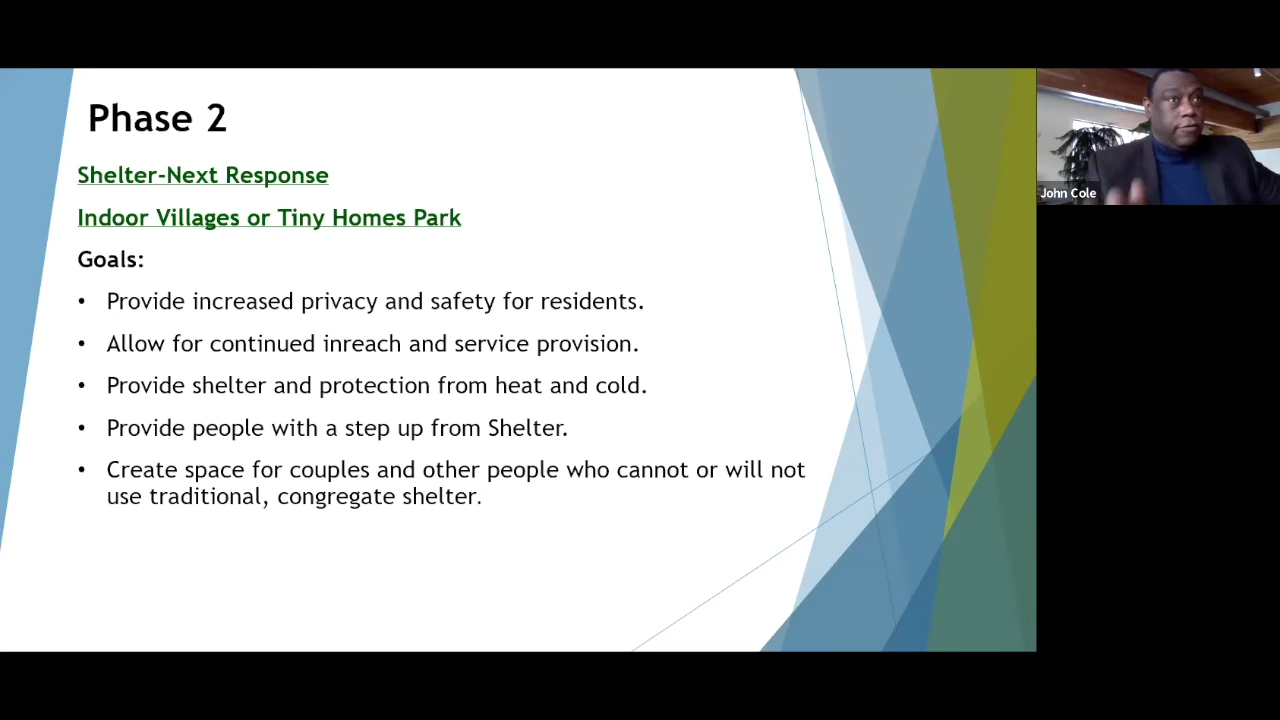 Phase 2
Shelter-Next Response
Indoor Villages or Tiny Homes Park
Goals:
• Provide increased privacy and safety for residents.
• Allow for continued inreach and service provision.
• Provide shelter and protection from heat and cold.
• Provide people with a step up from Shelter.
• Create space for couples and other people who cannot or will not
use traditional, congregate shelter.
John Cole